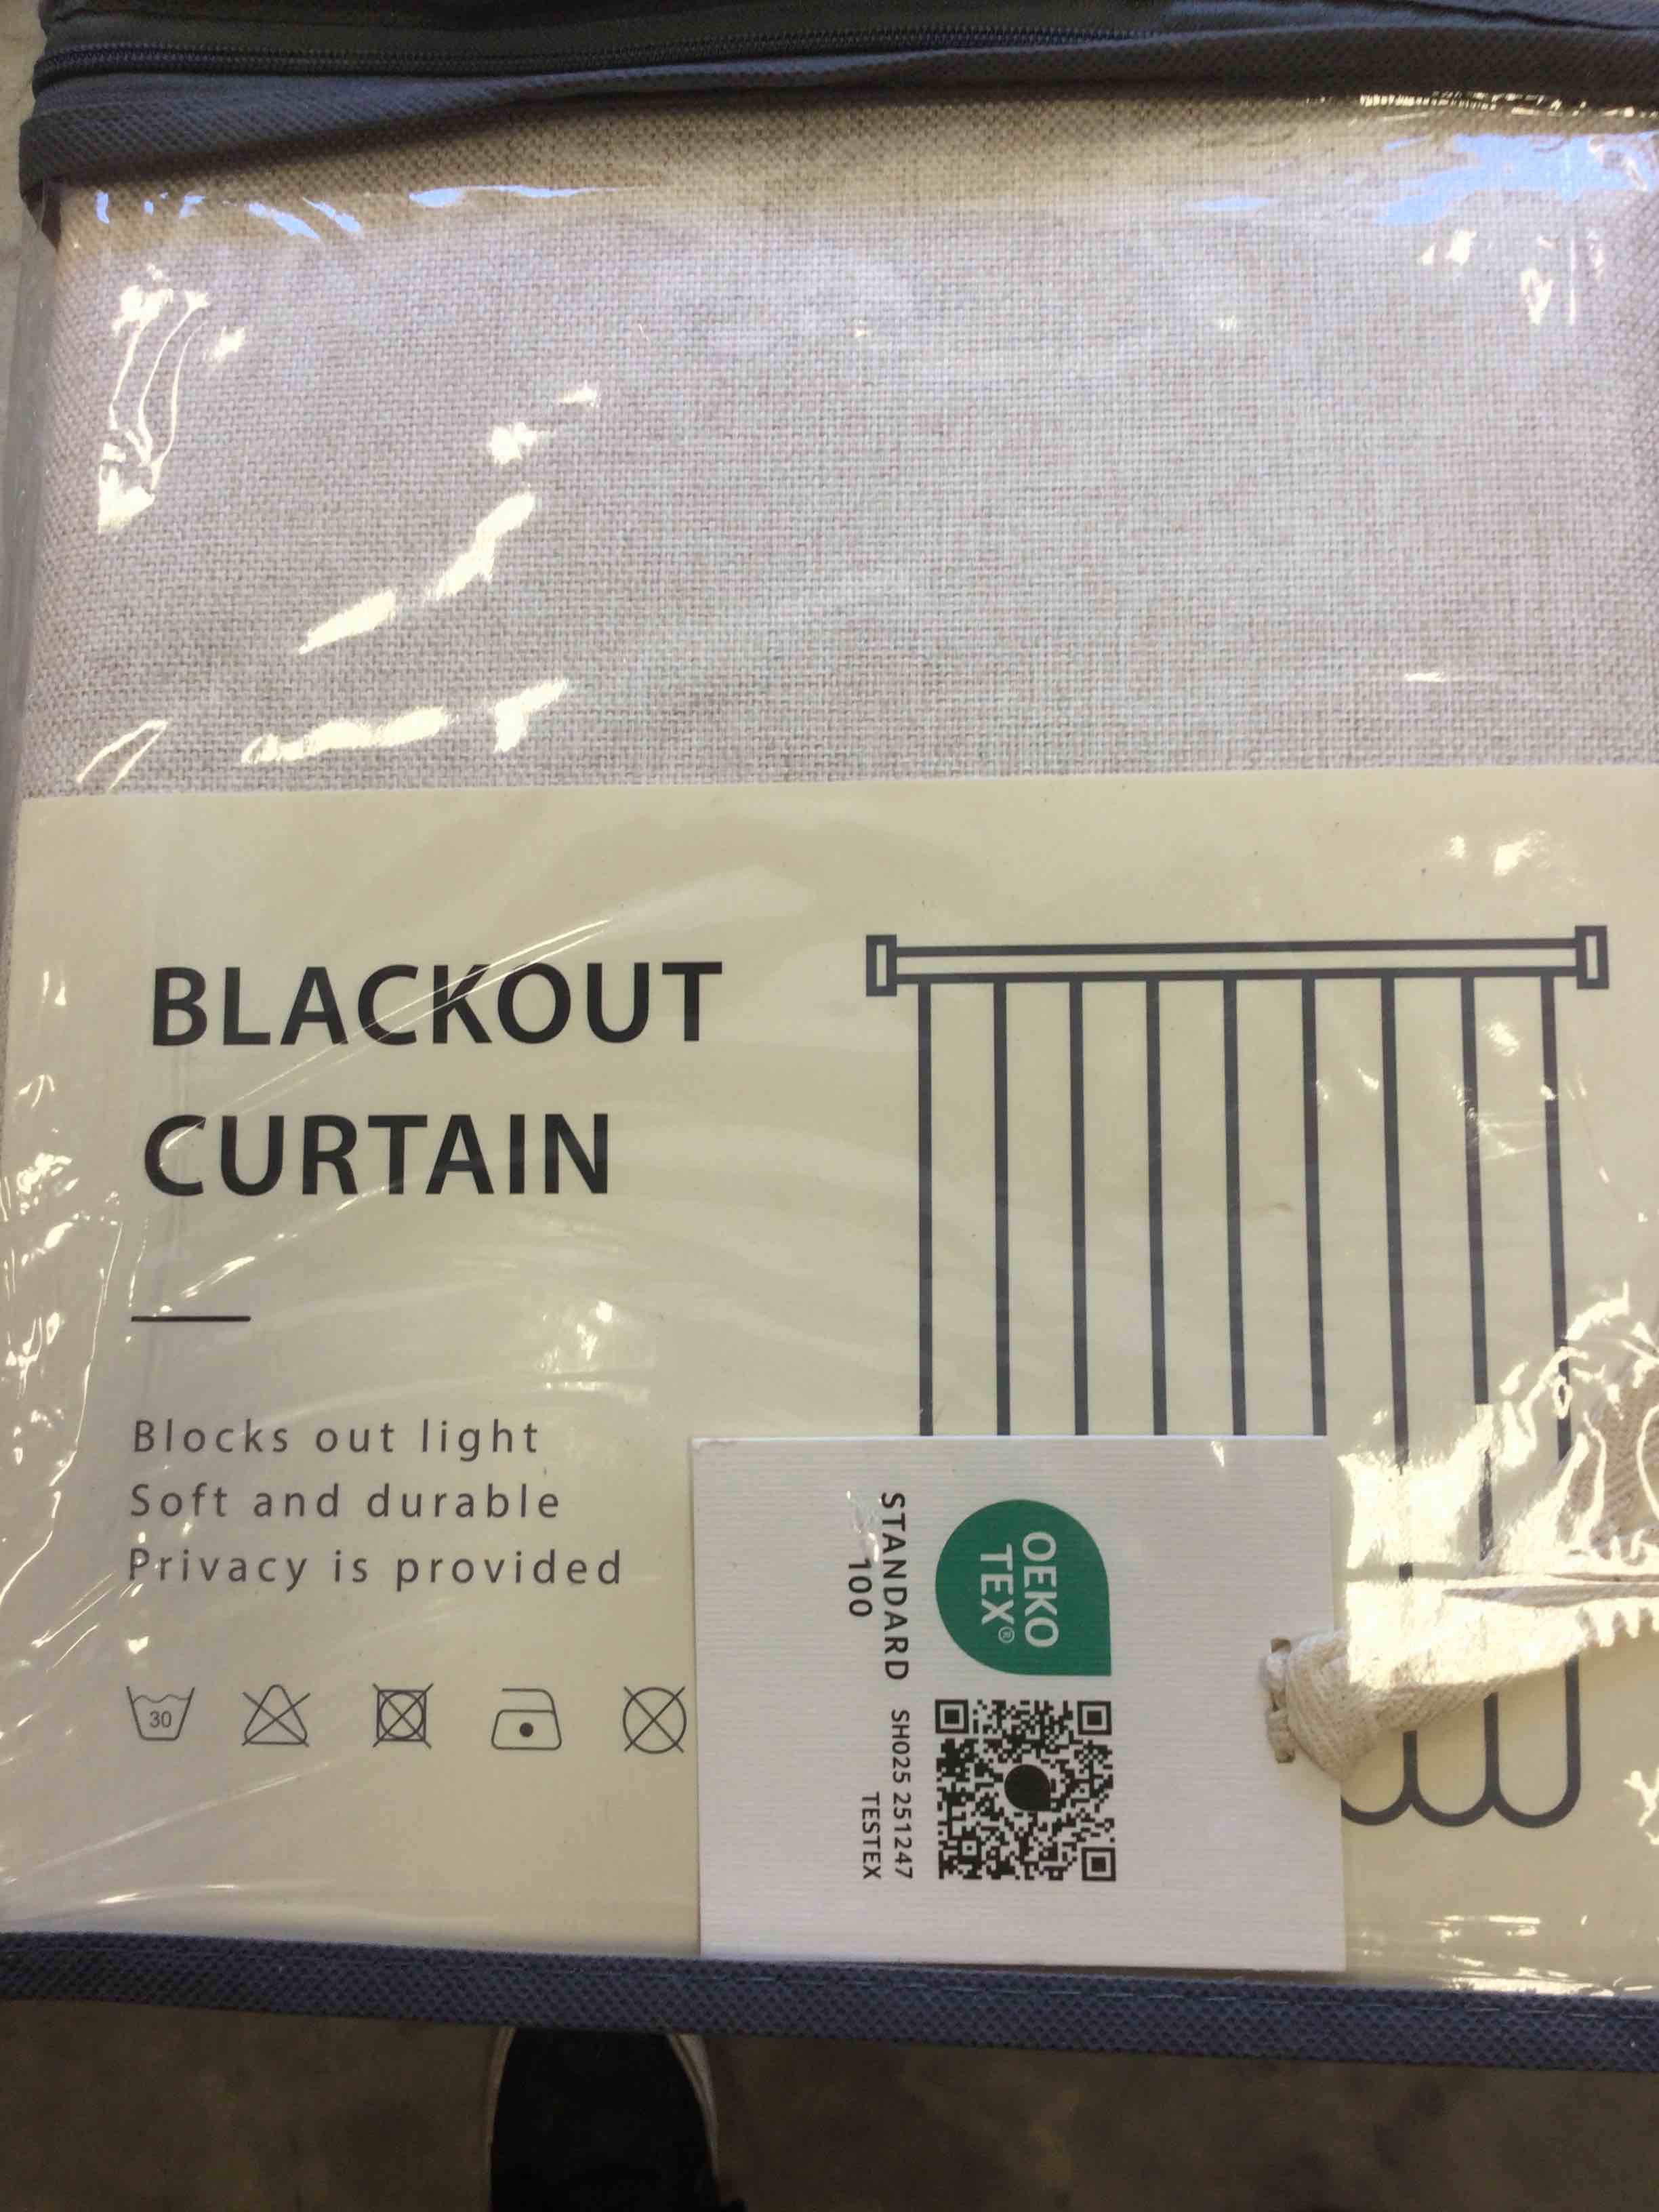 BLACKOUT
CURTAIN
Blocks out light
Soft and durable
Privacy is provided
30
OEKO
TEX®
STANDARD
100
SH025 251247
TESTEX